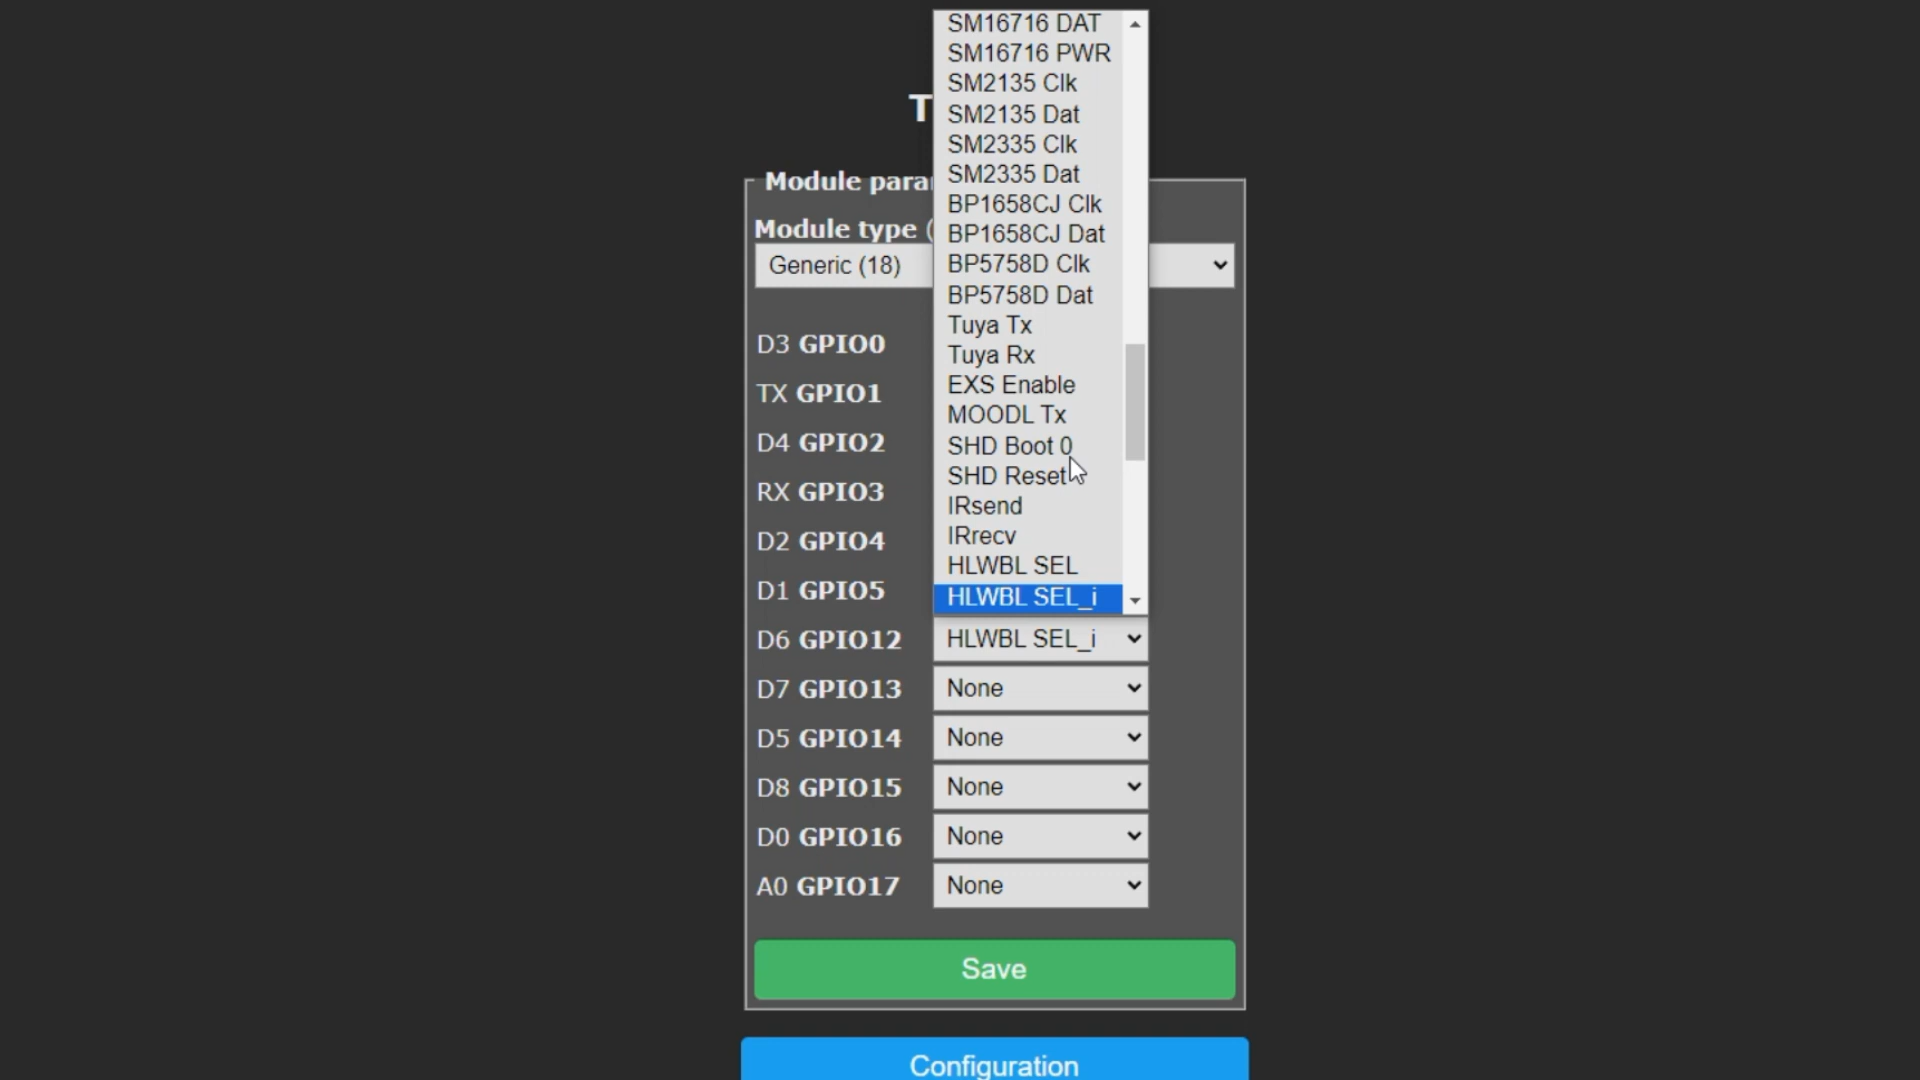 SM16716 DAT
SM16716 PWR
SM2135 Clk
T
SM2135 Dat
SM2335 Clk
SM2335 Dat
Module para
BP1658CJ Clk
Module type (
BP1658CJ Dat
Generic (18)
BP5758D Clk
BP5758D Dat
Tuya Tx
D3 GPIO0
Tuya Rx
EXS Enable
TX GPIO1
MOODL Tx
D4 GPIO2
SHD Boot 0
SHD Reset
RX GPIO3
IRsend
D2 GPIO4
IRrecv
HLWBL SEL
D1 GPIO5
HLWBL SEL_i
D6 GPIO12 HLWBL SEL_i
D7 GPIO13 None
D5 GPIO14 None
D8 GPIO15 None
D0 GPIO16 None
A0 GPIO17 None
Save
Configuration